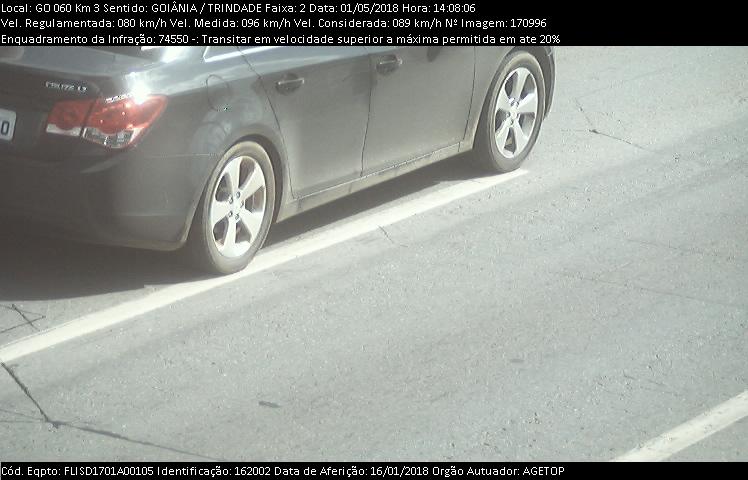 Local: GO 060 Km 3 Sentido: GOIÂNIA / TRINDADE Faixa: 2 Data: 01/05/2018 Hora: 14:08:06
Vel. Regulamentada: 080 km/h Vel. Medida: 096 km/h Vel. Considerada: 089 km/h Nº Imagem: 170996
Enquadramento da Infração: 74550 -: Transitar em velocidade superior a máxima permitida em ate 20%
CRUZE LT
0
Cód. Eqpto: FLISD1701A00105 Identificação: 162002 Data de Aferição: 16/01/2018 Orgão Autuador: AGETOP